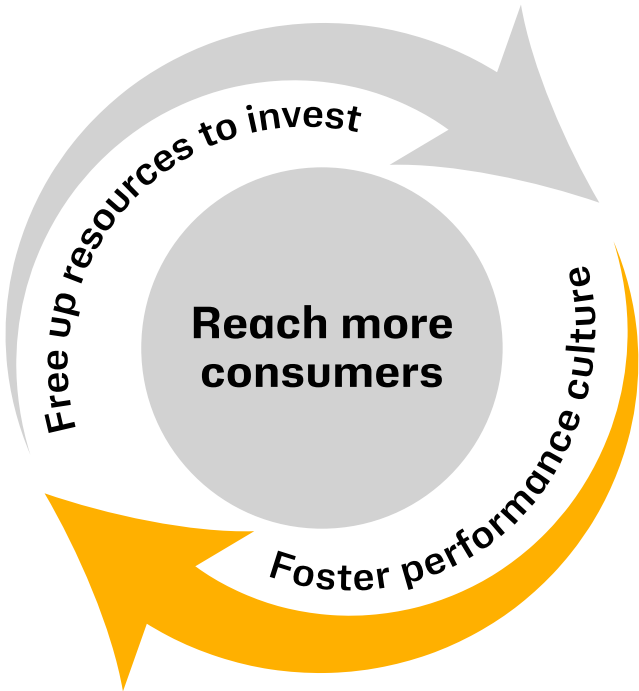 Free up resources to invest
Reach more
consumers
Foster performance culture